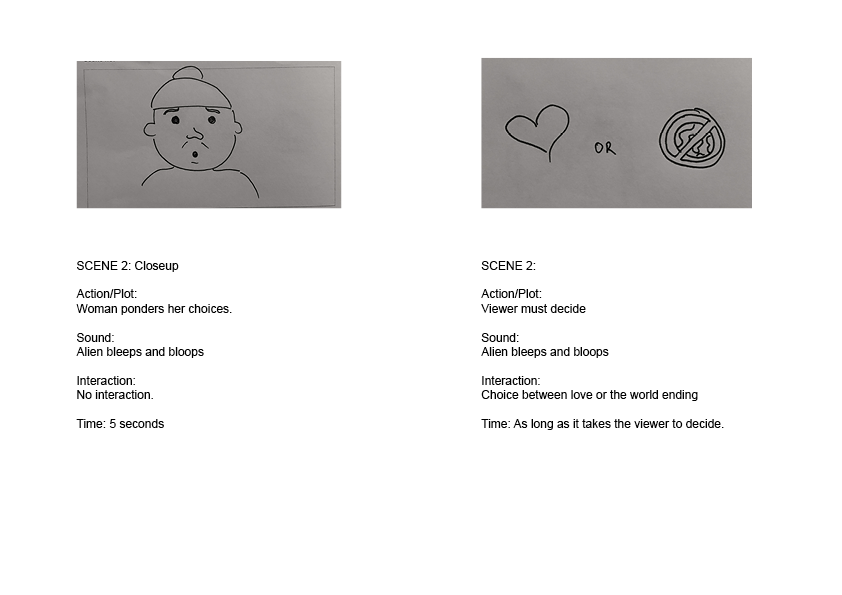 OR
SCENE 2: Closeup
Action/Plot:
Woman ponders her choices.
Sound:
Alien bleeps and bloops
Interaction:
No interaction.
Time: 5 seconds
SCENE 2:
Action/Plot:
Viewer must decide
Sound:
Alien bleeps and bloops
Interaction:
Choice between love or the world ending
Time: As long as it takes the viewer to decide.